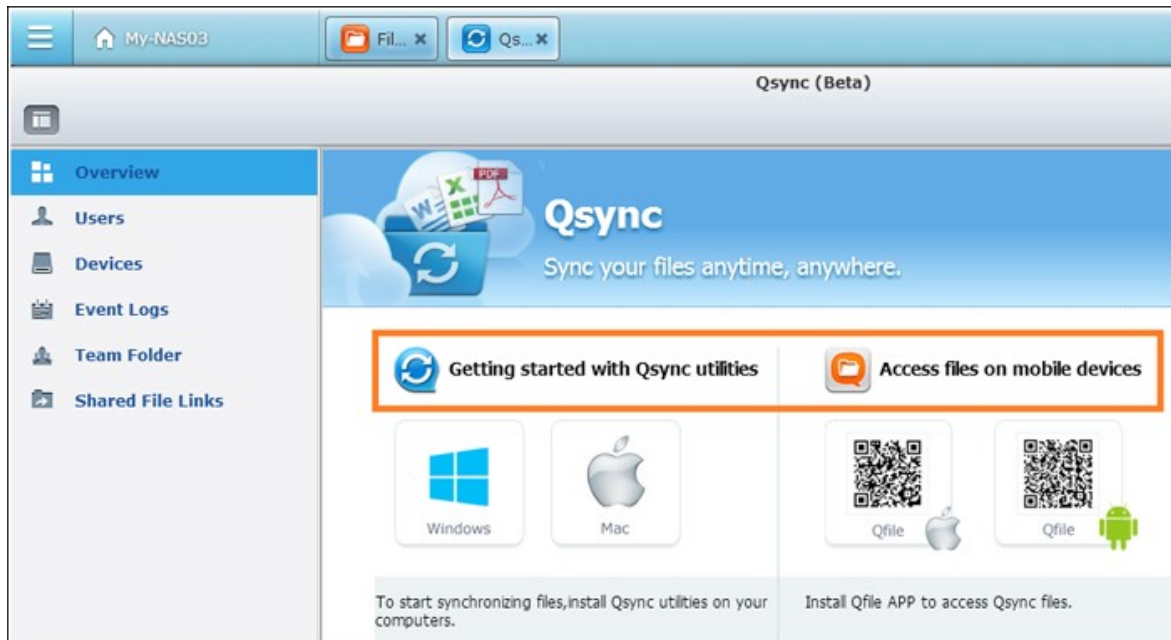 My-NAS03
Fil...
Qs...
Qsync (Beta)
Overview
Users
Devices
Event Logs
Team Folder
Shared File Links
PDF
W
X
Qsync
Sync your files anytime, anywhere.
Getting started with Qsync utilities
Access files on mobile devices
Windows
Mac
Qfile
Qfile
To start synchronizing files,install Qsync utilities on your
computers.
Install Qfile APP to access Qsync files.